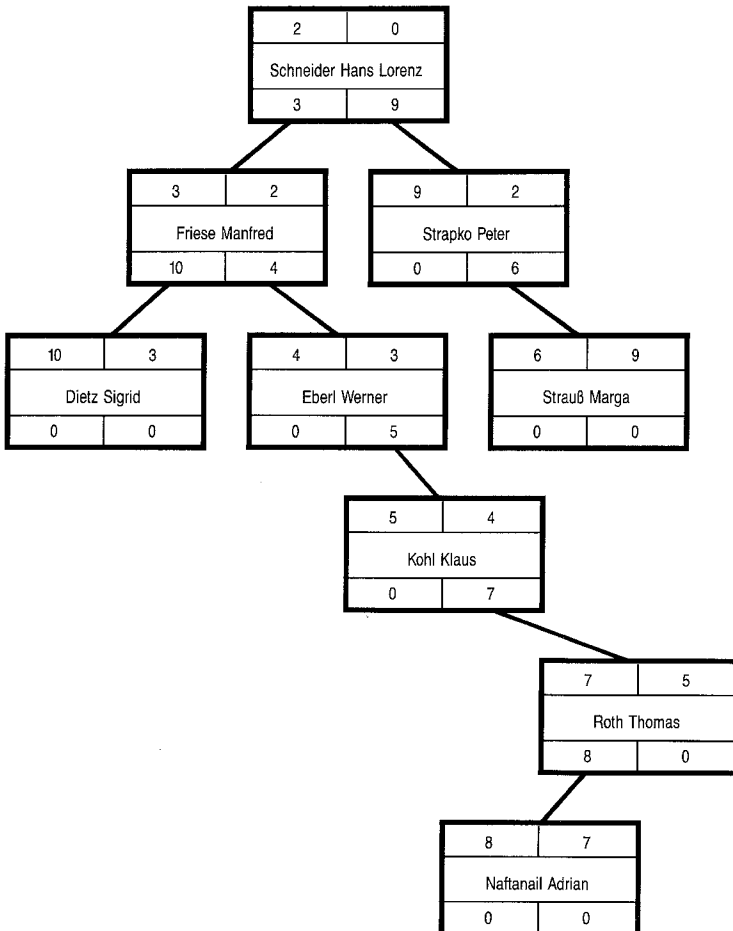 2 0
Schneider Hans Lorenz
3 9
3 2
Friese Manfred
10 4
9 2
Strapko Peter
0 6
10 3
Dietz Sigrid
0 0
4 3
Eberl Werner
0 5
6 9
Strauß Marga
0 0
5 4
Kohl Klaus
0 7
7 5
Roth Thomas
8 0
8 7
Naftanail Adrian
0 0